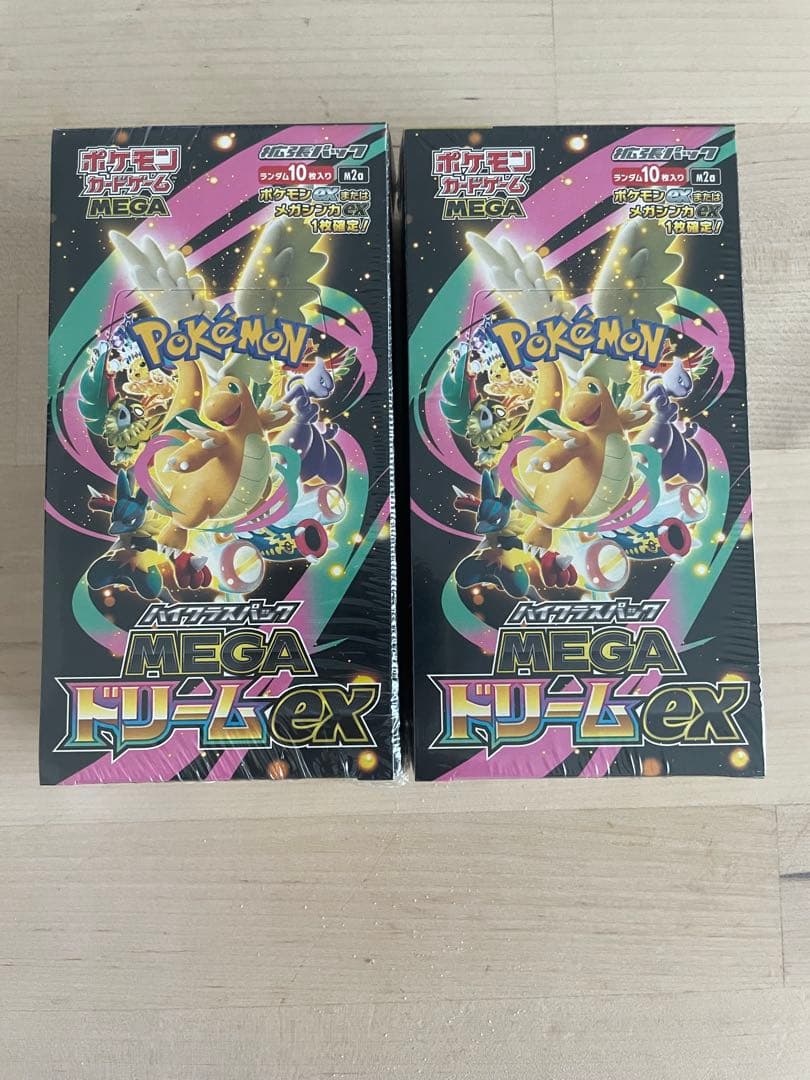 ポケモン
カードゲーム
MEGA
拡張パック
ランダム10枚入り
M2a
ポケモンexまたは
メガシンカex
1枚確定!
POKéMON
ハイクラスパック
MEGA
ドリームex
ポケモン
カードゲーム
MEGA
拡張パック
ランダム10枚入り
M2a
ポケモンexまたは
メガシンカex
1枚確定!
POKéMON
ハイクラスパック
MEGA
ドリームex